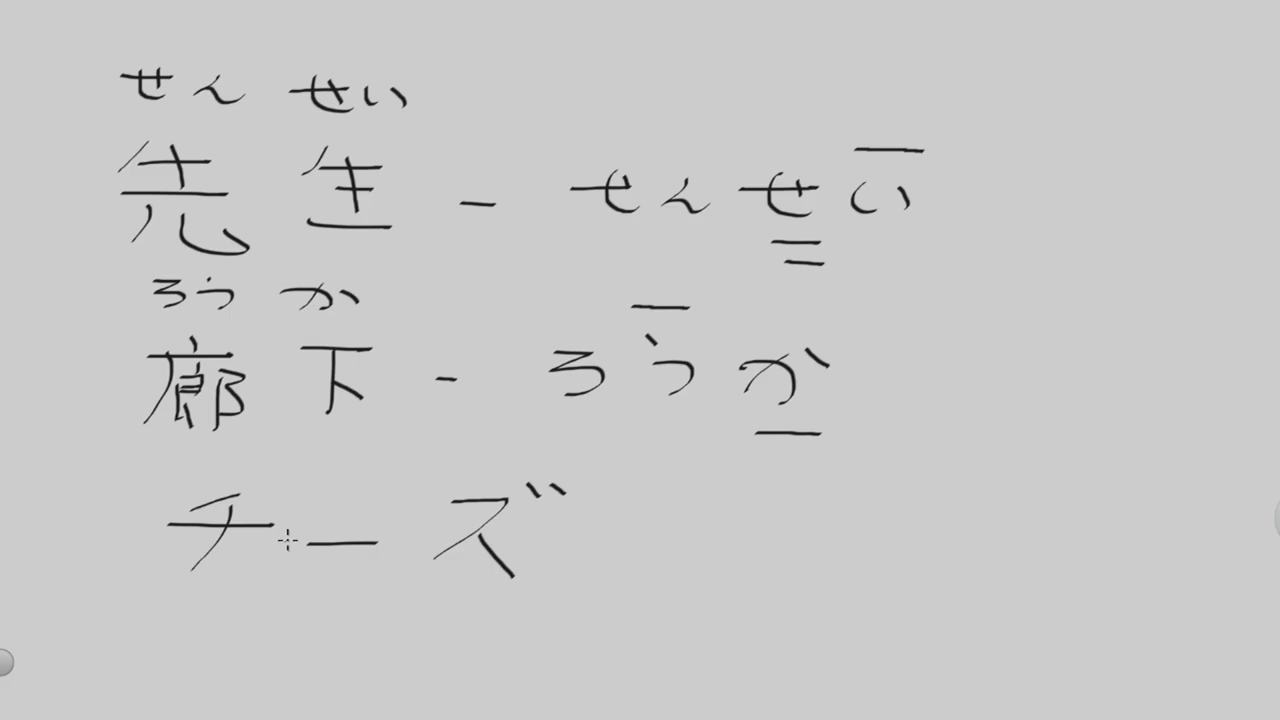 せん せい
先 生 - せんせい
ろう か
廊 下 - ろうか
チーズ